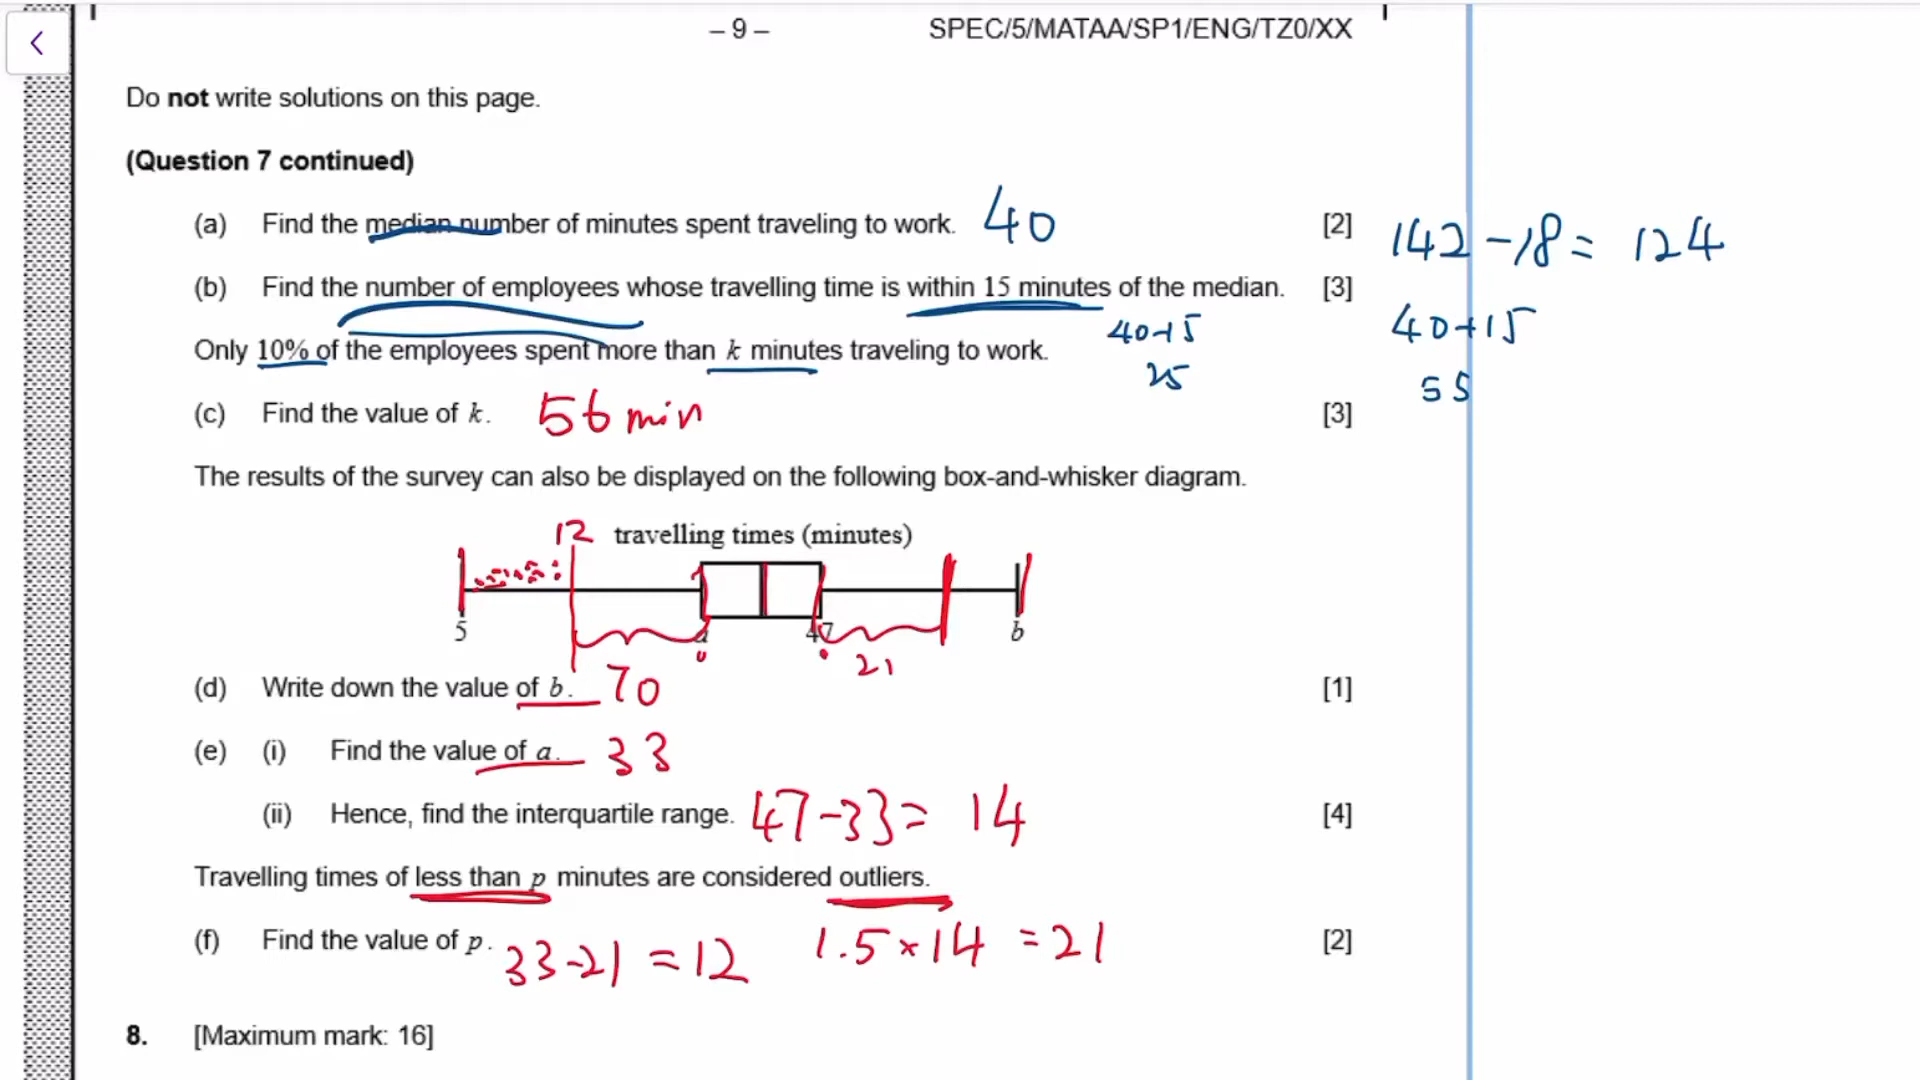 – 9 – SPEC/5/MATAA/SP1/ENG/TZ0/XX
Do not write solutions on this page.
(Question 7 continued)
(a) Find the median number of minutes spent traveling to work. 40 [2] 142 - 18 = 124
(b) Find the number of employees whose travelling time is within 15 minutes of the median. [3]
40+15 40+15
Only 10% of the employees spent more than k minutes traveling to work.
25 55
(c) Find the value of k. 56 min [3]
The results of the survey can also be displayed on the following box-and-whisker diagram.
12 travelling times (minutes)
5 a 47 b
21
(d) Write down the value of b. 70 [1]
(e) (i) Find the value of a. 33
(ii) Hence, find the interquartile range. 47-33= 14 [4]
Travelling times of less than p minutes are considered outliers.
(f) Find the value of p. 33-21 = 12 1.5 × 14 = 21 [2]
8. [Maximum mark: 16]